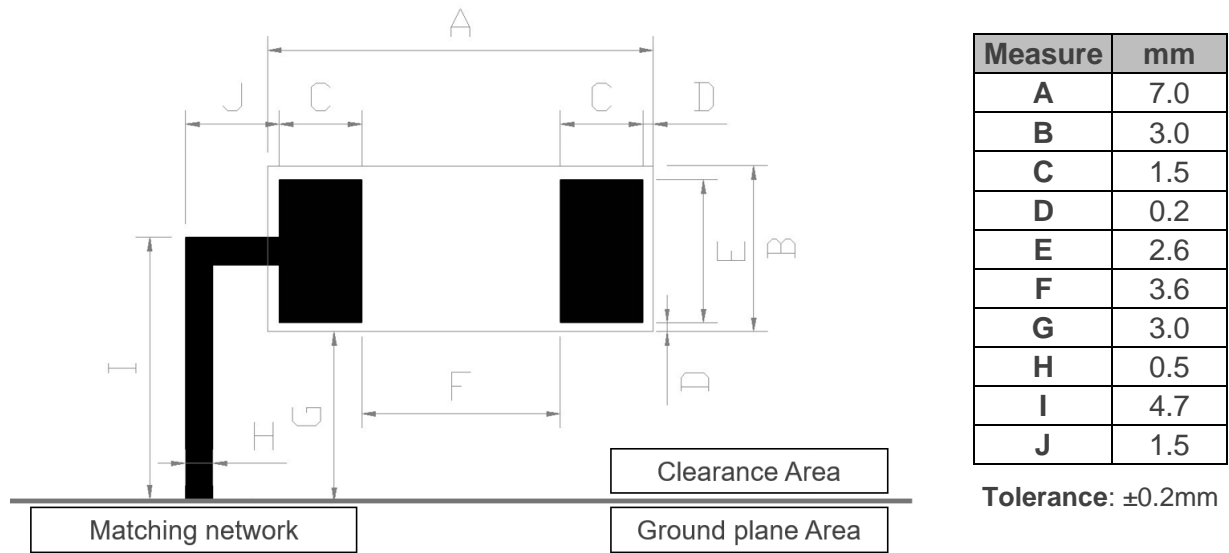 A
J
C
C
D
E
B
I
F
G
D
H
Clearance Area
Matching network
Ground plane Area
Measure mm
A 7.0
B 3.0
C 1.5
D 0.2
E 2.6
F 3.6
G 3.0
H 0.5
I 4.7
J 1.5
Tolerance: ±0.2mm